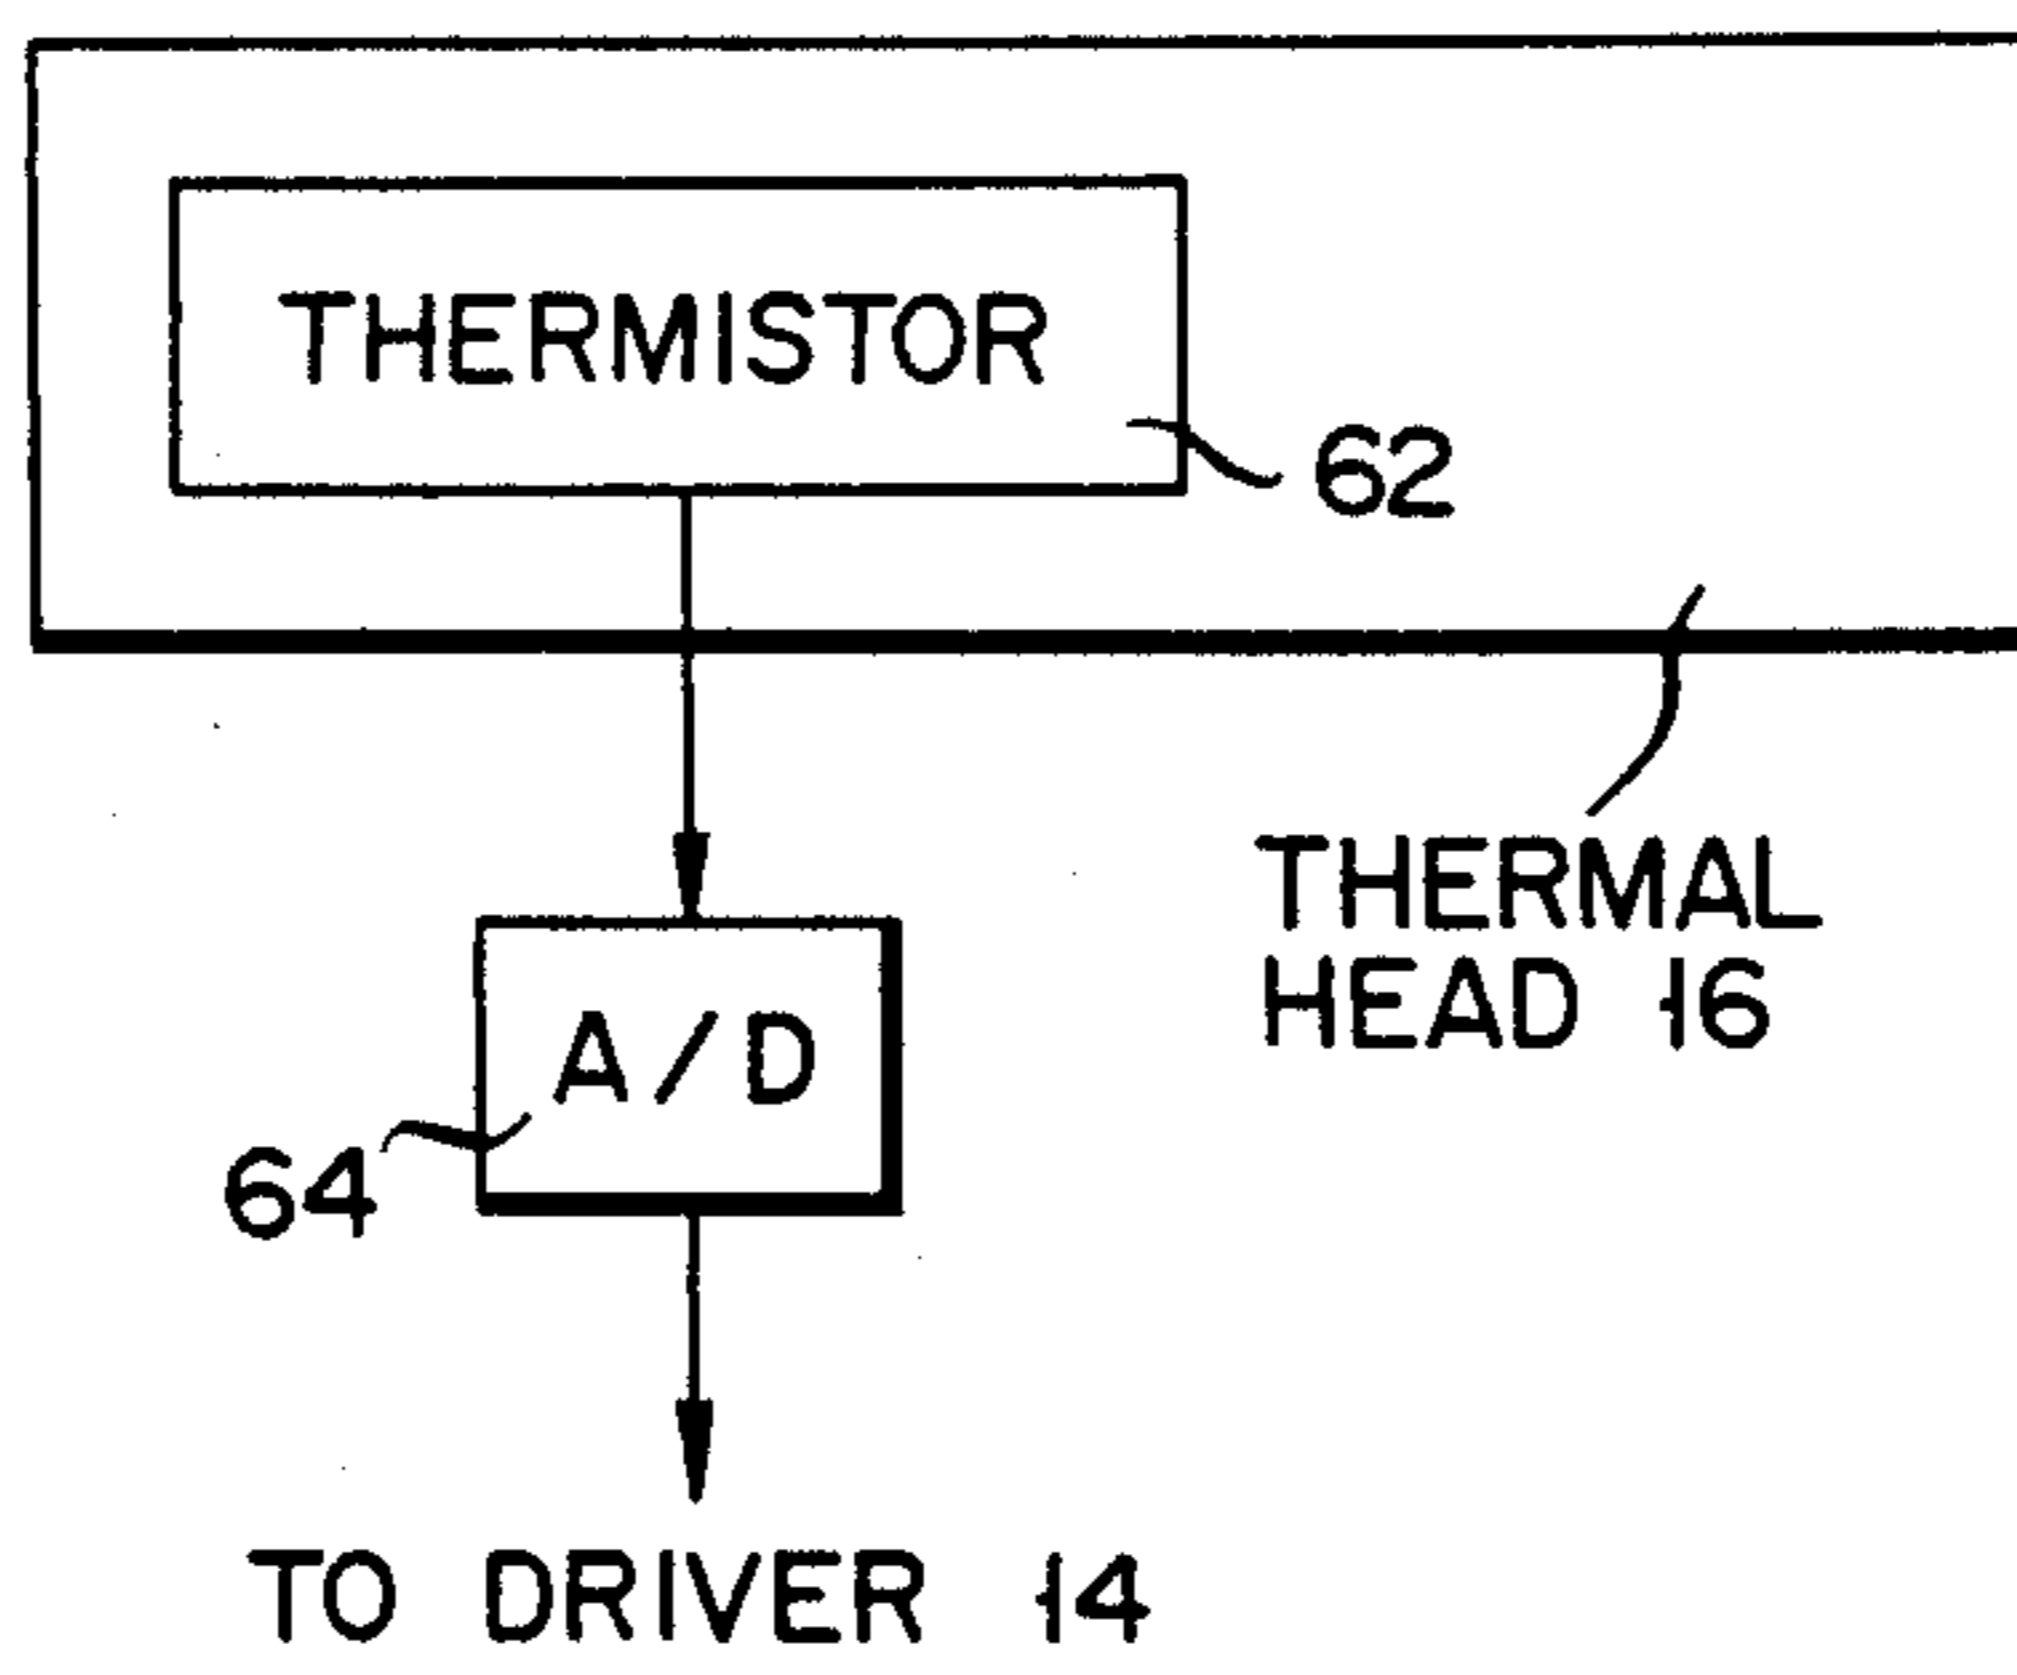 THERMISTOR
62
THERMAL
HEAD 16
A/D
64
TO DRIVER 14